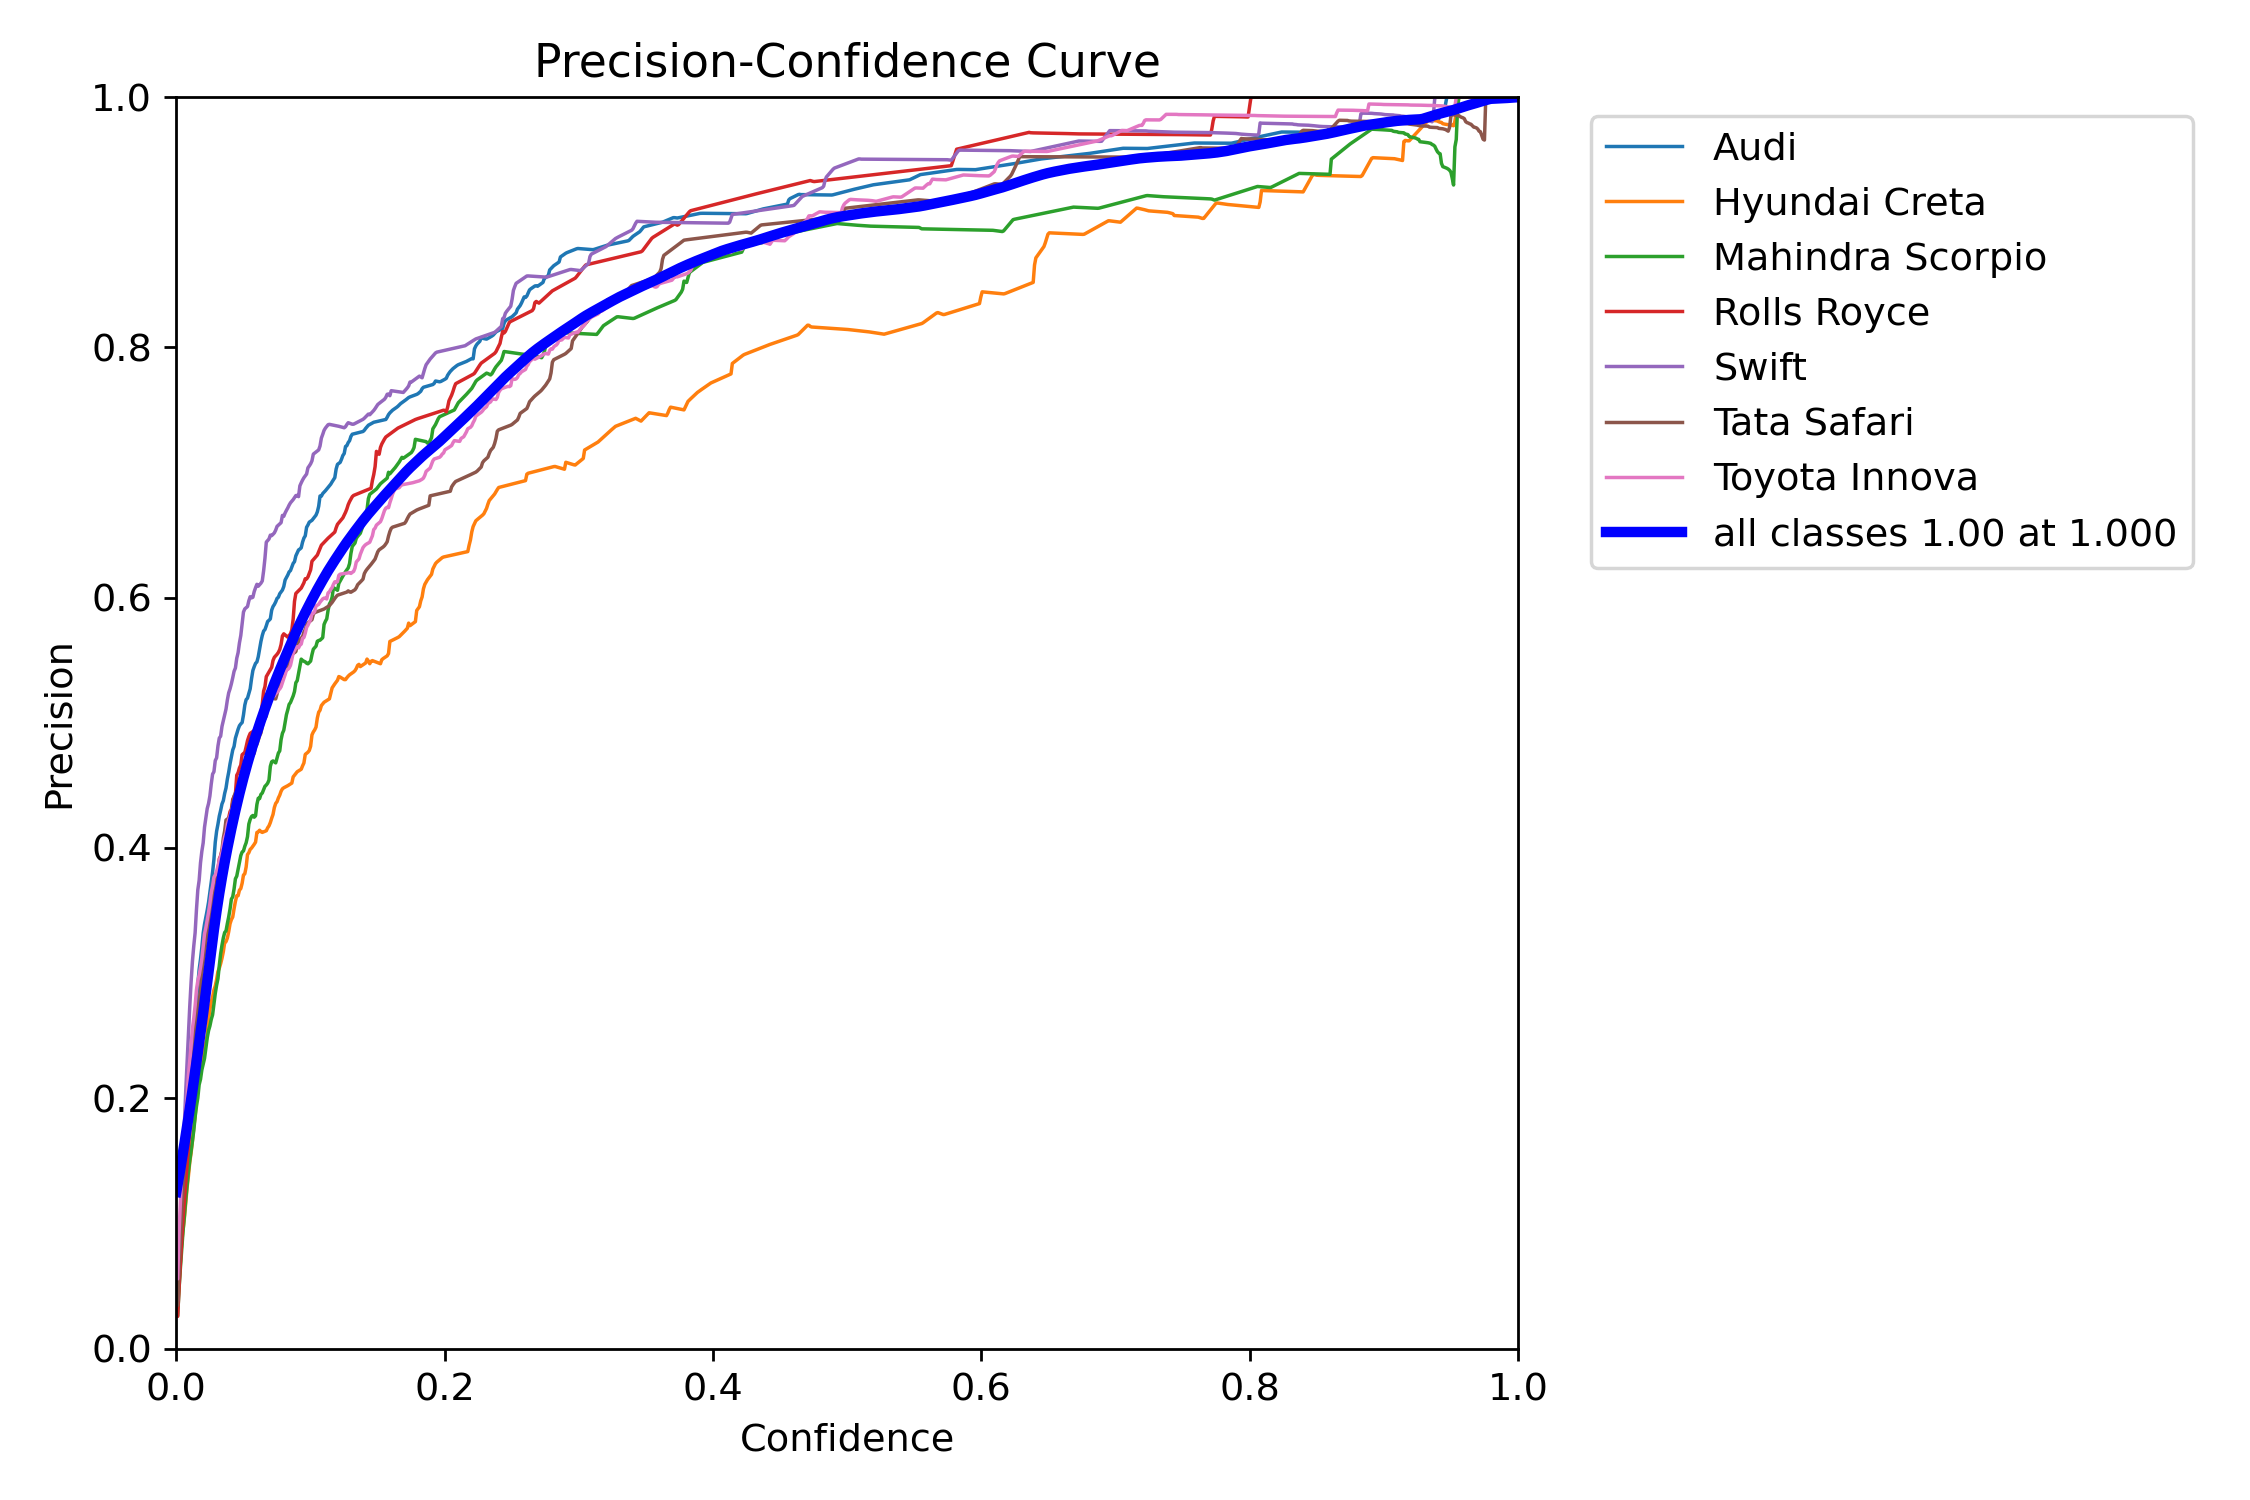 Precision-Confidence Curve
1.0
0.8
0.6
0.4
0.2
0.0
Precision
0.0 0.2 0.4 0.6 0.8 1.0
Confidence
Audi
Hyundai Creta
Mahindra Scorpio
Rolls Royce
Swift
Tata Safari
Toyota Innova
all classes 1.00 at 1.000